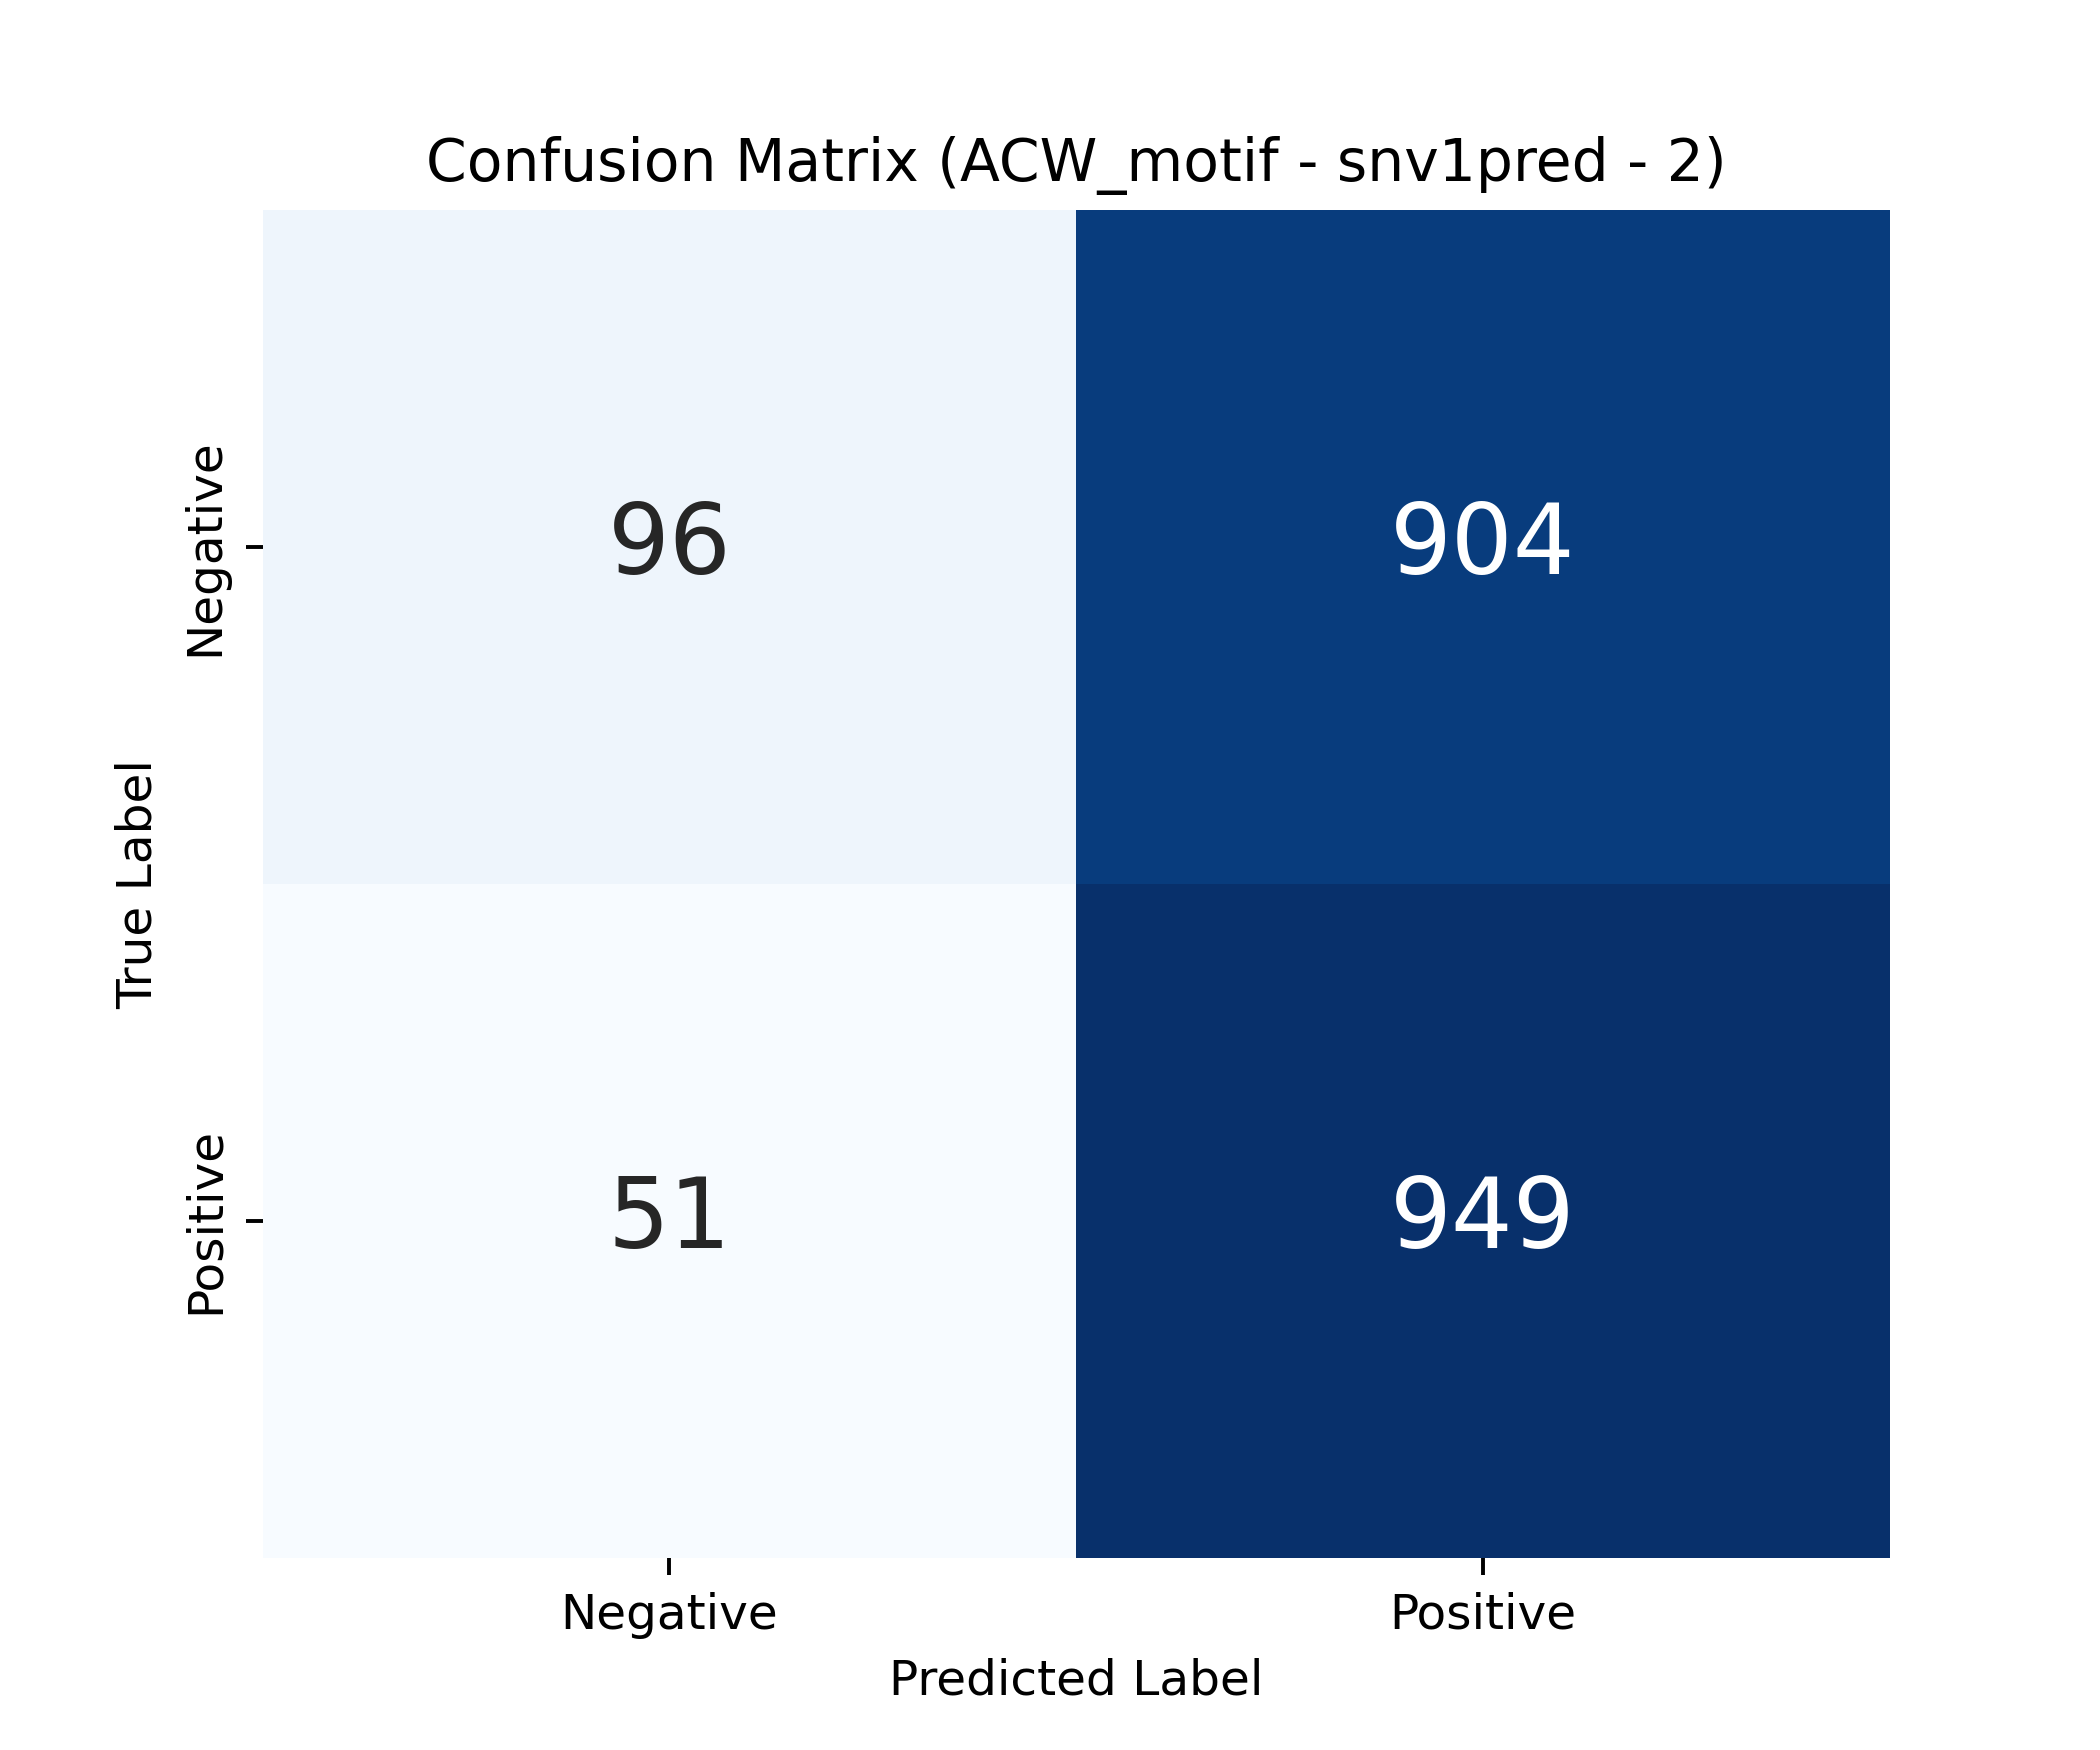 Confusion Matrix (ACW_motif - snv1pred - 2)
True Label
Negative
96 904
Positive
51 949
Negative Positive
Predicted Label